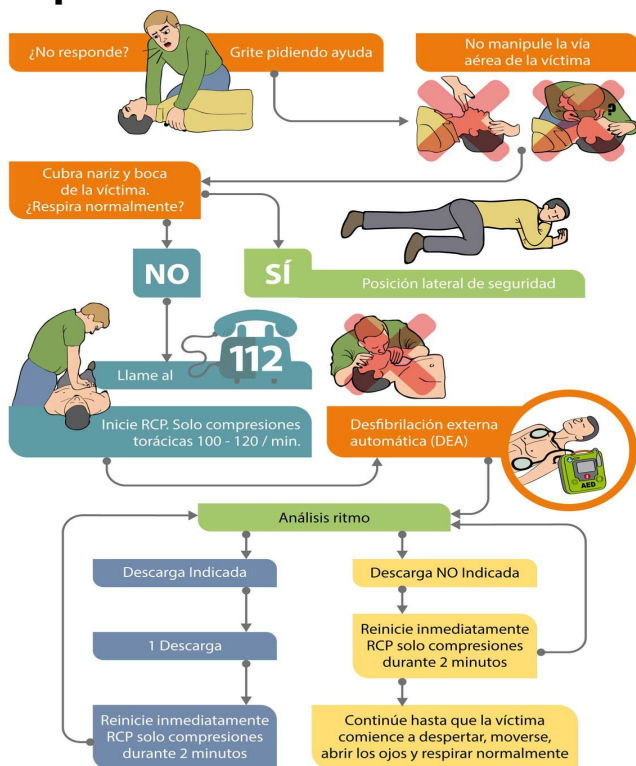 ¿No responde?
Grite pidiendo ayuda
No manipule la vía
aérea de la víctima
?
Cubra nariz y boca
de la víctima.
¿Respira normalmente?
NO
SÍ
Posición lateral de seguridad
Llame al
112
Inicie RCP. Solo compresiones
torácicas 100 - 120 / min.
Desfibrilación externa
automática (DEA)
AED
Análisis ritmo
Descarga Indicada
Descarga NO Indicada
1 Descarga
Reinicie inmediatamente
RCP solo compresiones
durante 2 minutos
Reinicie inmediatamente
RCP solo compresiones
durante 2 minutos
Continúe hasta que la víctima
comience a despertar, moverse,
abrir los ojos y respirar normalmente